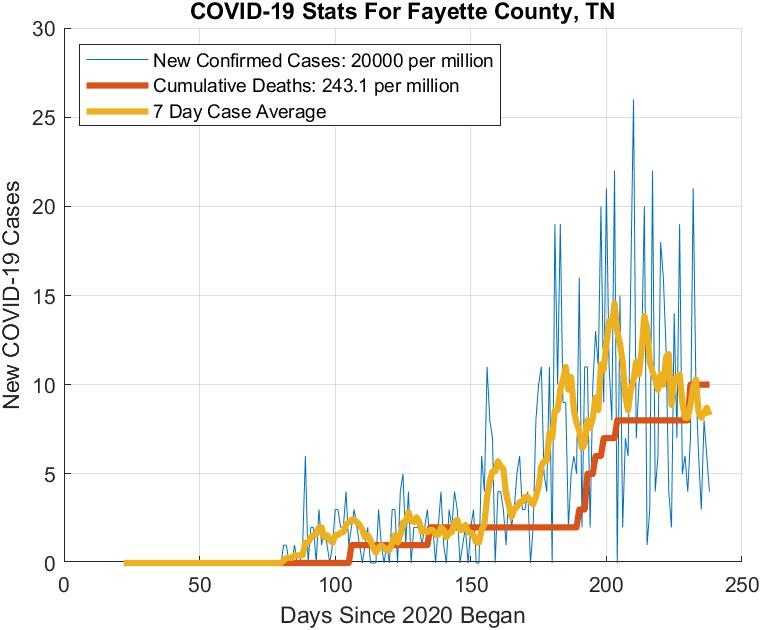 COVID-19 Stats For Fayette County, TN
30
25
20
15
10
5
0
New COVID-19 Cases
New Confirmed Cases: 20000 per million
Cumulative Deaths: 243.1 per million
7 Day Case Average
0 50 100 150 200 250
Days Since 2020 Began